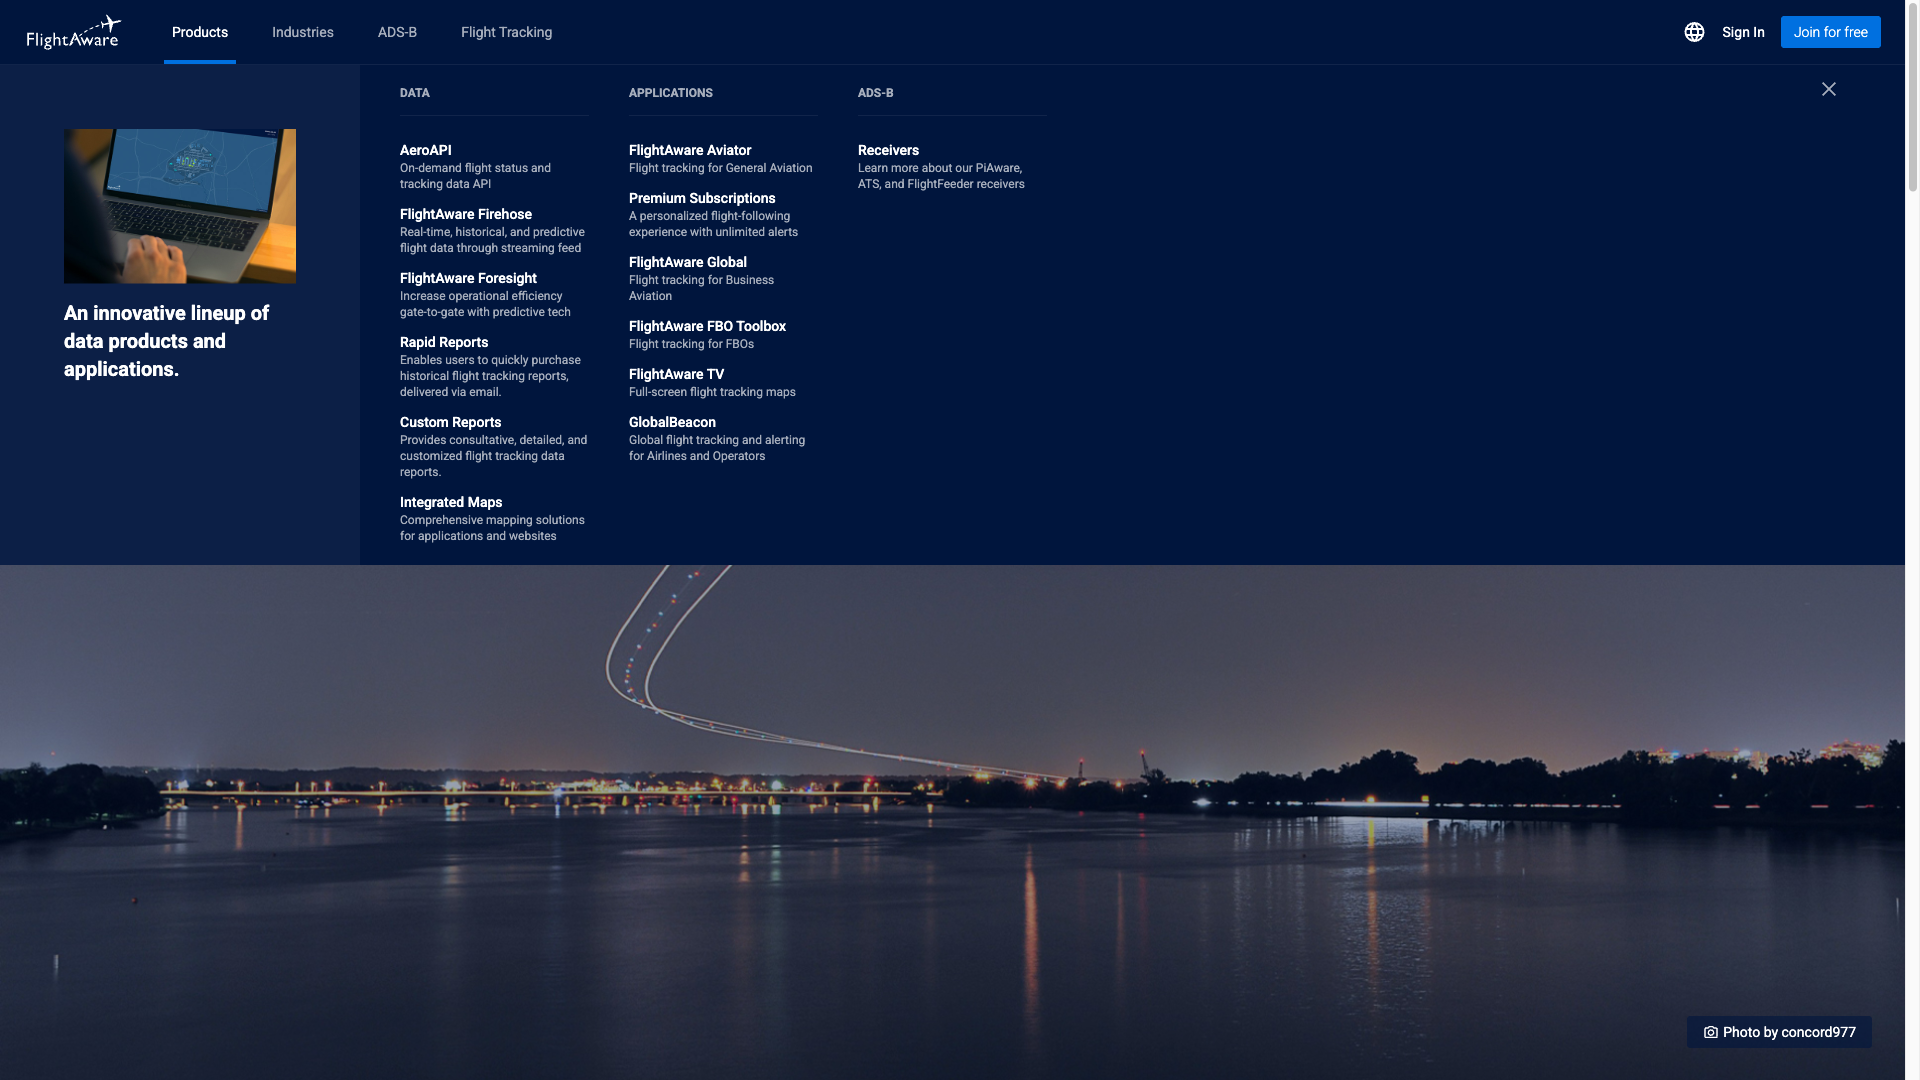 FlightAware
Products
Industries
ADS-B
Flight Tracking
Sign In
Join for free
An innovative lineup of
data products and
applications.
DATA
AeroAPI
On-demand flight status and
tracking data API
FlightAware Firehose
Real-time, historical, and predictive
flight data through streaming feed
FlightAware Foresight
Increase operational efficiency
gate-to-gate with predictive tech
Rapid Reports
Enables users to quickly purchase
historical flight tracking reports,
delivered via email.
Custom Reports
Provides consultative, detailed, and
customized flight tracking data
reports.
Integrated Maps
Comprehensive mapping solutions
for applications and websites
APPLICATIONS
FlightAware Aviator
Flight tracking for General Aviation
Premium Subscriptions
A personalized flight-following
experience with unlimited alerts
FlightAware Global
Flight tracking for Business
Aviation
FlightAware FBO Toolbox
Flight tracking for FBOs
FlightAware TV
Full-screen flight tracking maps
GlobalBeacon
Global flight tracking and alerting
for Airlines and Operators
ADS-B
Receivers
Learn more about our PiAware,
ATS, and FlightFeeder receivers
Photo by concord977